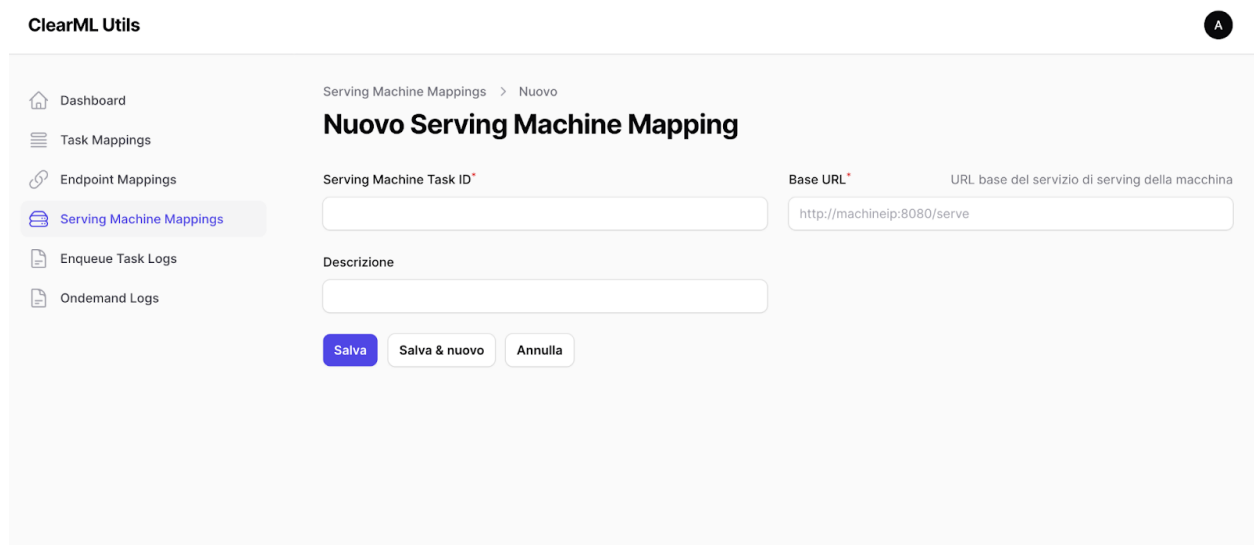 ClearML Utils
A
Dashboard
Task Mappings
Endpoint Mappings
Serving Machine Mappings
Enqueue Task Logs
Ondemand Logs
Serving Machine Mappings > Nuovo
Nuovo Serving Machine Mapping
Serving Machine Task ID*
Base URL*
URL base del servizio di serving della macchina
http://machineip:8080/serve
Descrizione
Salva
Salva & nuovo
Annulla